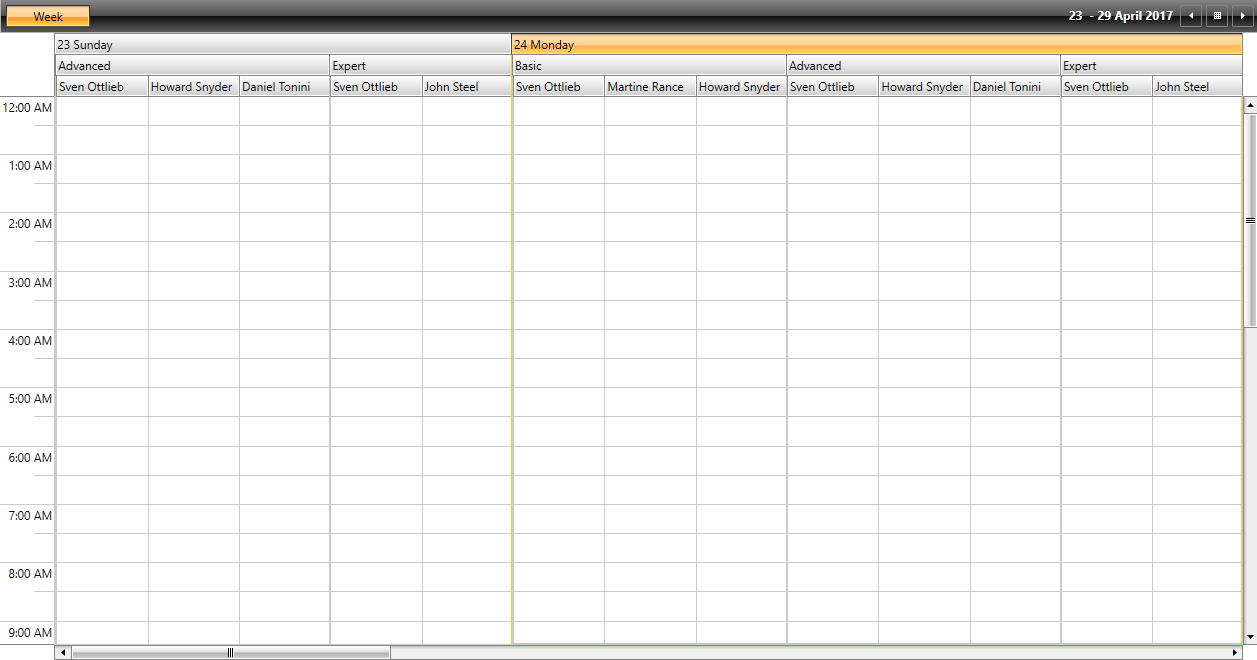 Week 23 - 29 April 2017
23 Sunday 24 Monday
Advanced Expert Basic Advanced Expert
Sven Ottlieb Howard Snyder Daniel Tonini Sven Ottlieb John Steel Sven Ottlieb Martine Rance Howard Snyder Sven Ottlieb Howard Snyder Daniel Tonini Sven Ottlieb John Steel
12:00 AM
1:00 AM
2:00 AM
3:00 AM
4:00 AM
5:00 AM
6:00 AM
7:00 AM
8:00 AM
9:00 AM